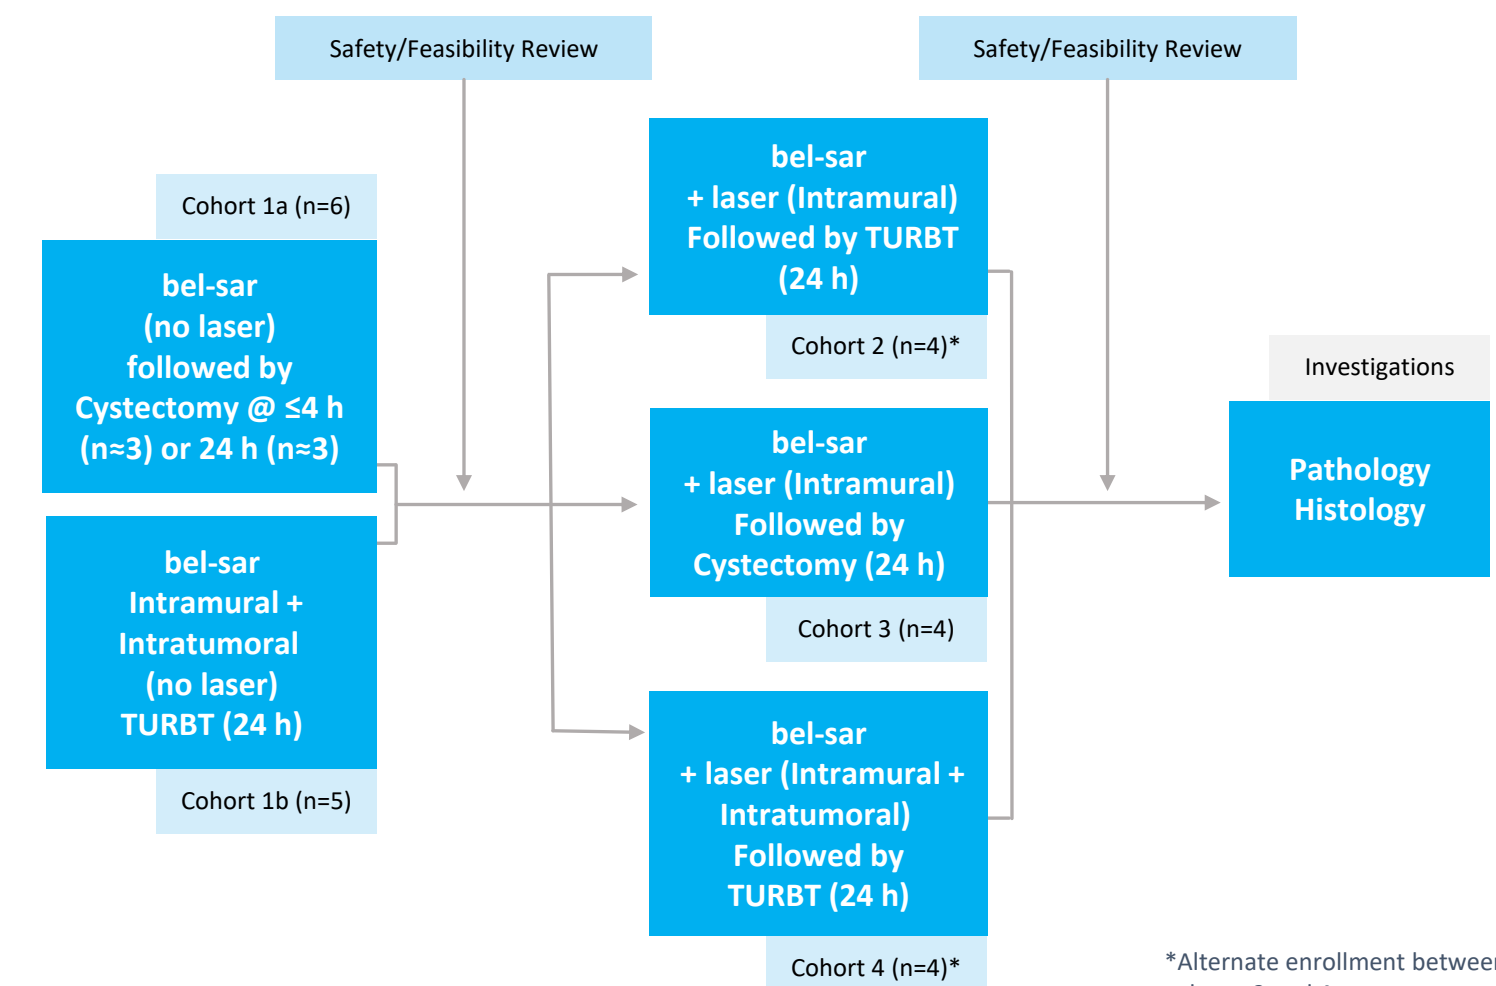 Safety/Feasibility Review
Safety/Feasibility Review
Cohort 1a (n=6)
bel-sar
(no laser)
followed by
Cystectomy @ ≤4 h
(n≈3) or 24 h (n≈3)
bel-sar
Intramural +
Intratumoral
(no laser)
TURBT (24 h)
Cohort 1b (n=5)
bel-sar
+ laser (Intramural)
Followed by TURBT
(24 h)
Cohort 2 (n=4)*
bel-sar
+ laser (Intramural)
Followed by
Cystectomy (24 h)
Cohort 3 (n=4)
bel-sar
+ laser (Intramural +
Intratumoral)
Followed by
TURBT (24 h)
Cohort 4 (n=4)*
Investigations
Pathology
Histology
*Alternate enrollment between